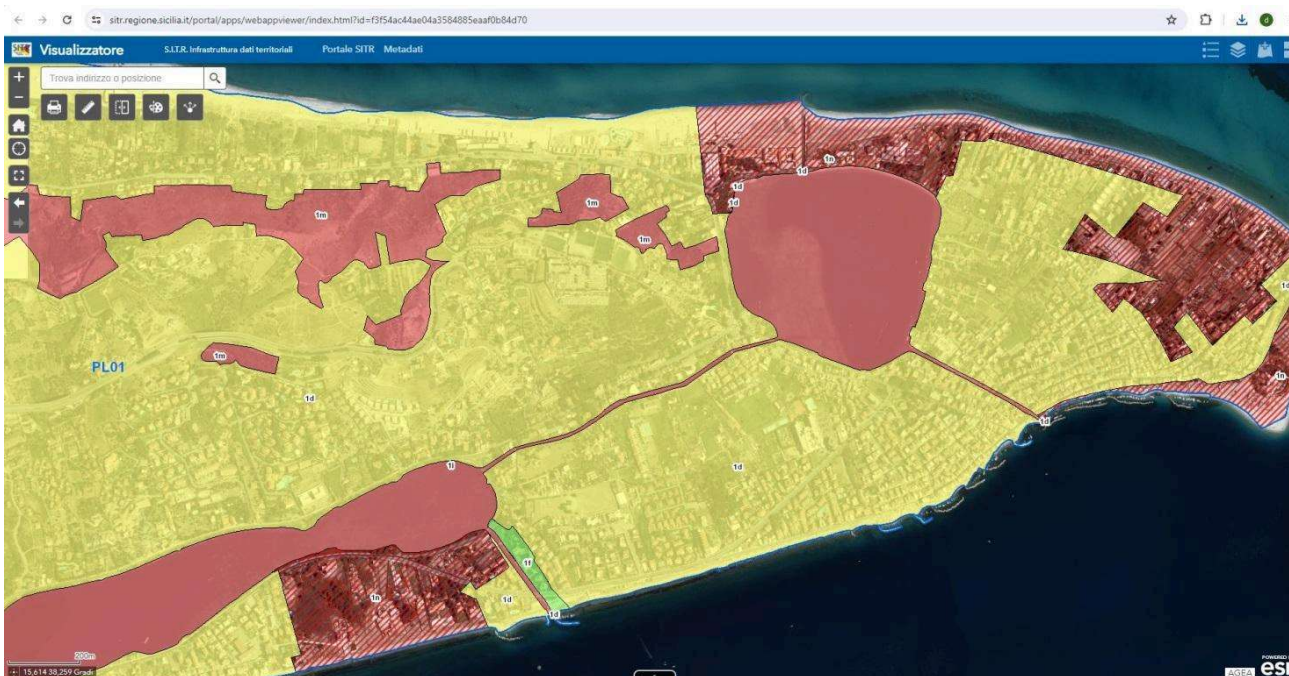 sitr.regione.sicilia.it/portal/apps/webappviewer/index.html?id=f3f54ac44ae04a3584885eaaf0b84d70
d
Visualizzatore S.I.T.R. Infrastruttura dati territoriali Portale SITR Metadati
+
Trova indirizzo o posizione
-
1n
1d
1d
1m
1m
1d
1m
1d
1m
PL01
1d
1n
1d
1i
1d
1f
1n
1d
1d
200m
15,614 38,259 Gradi
AGEA
POWERED
esri